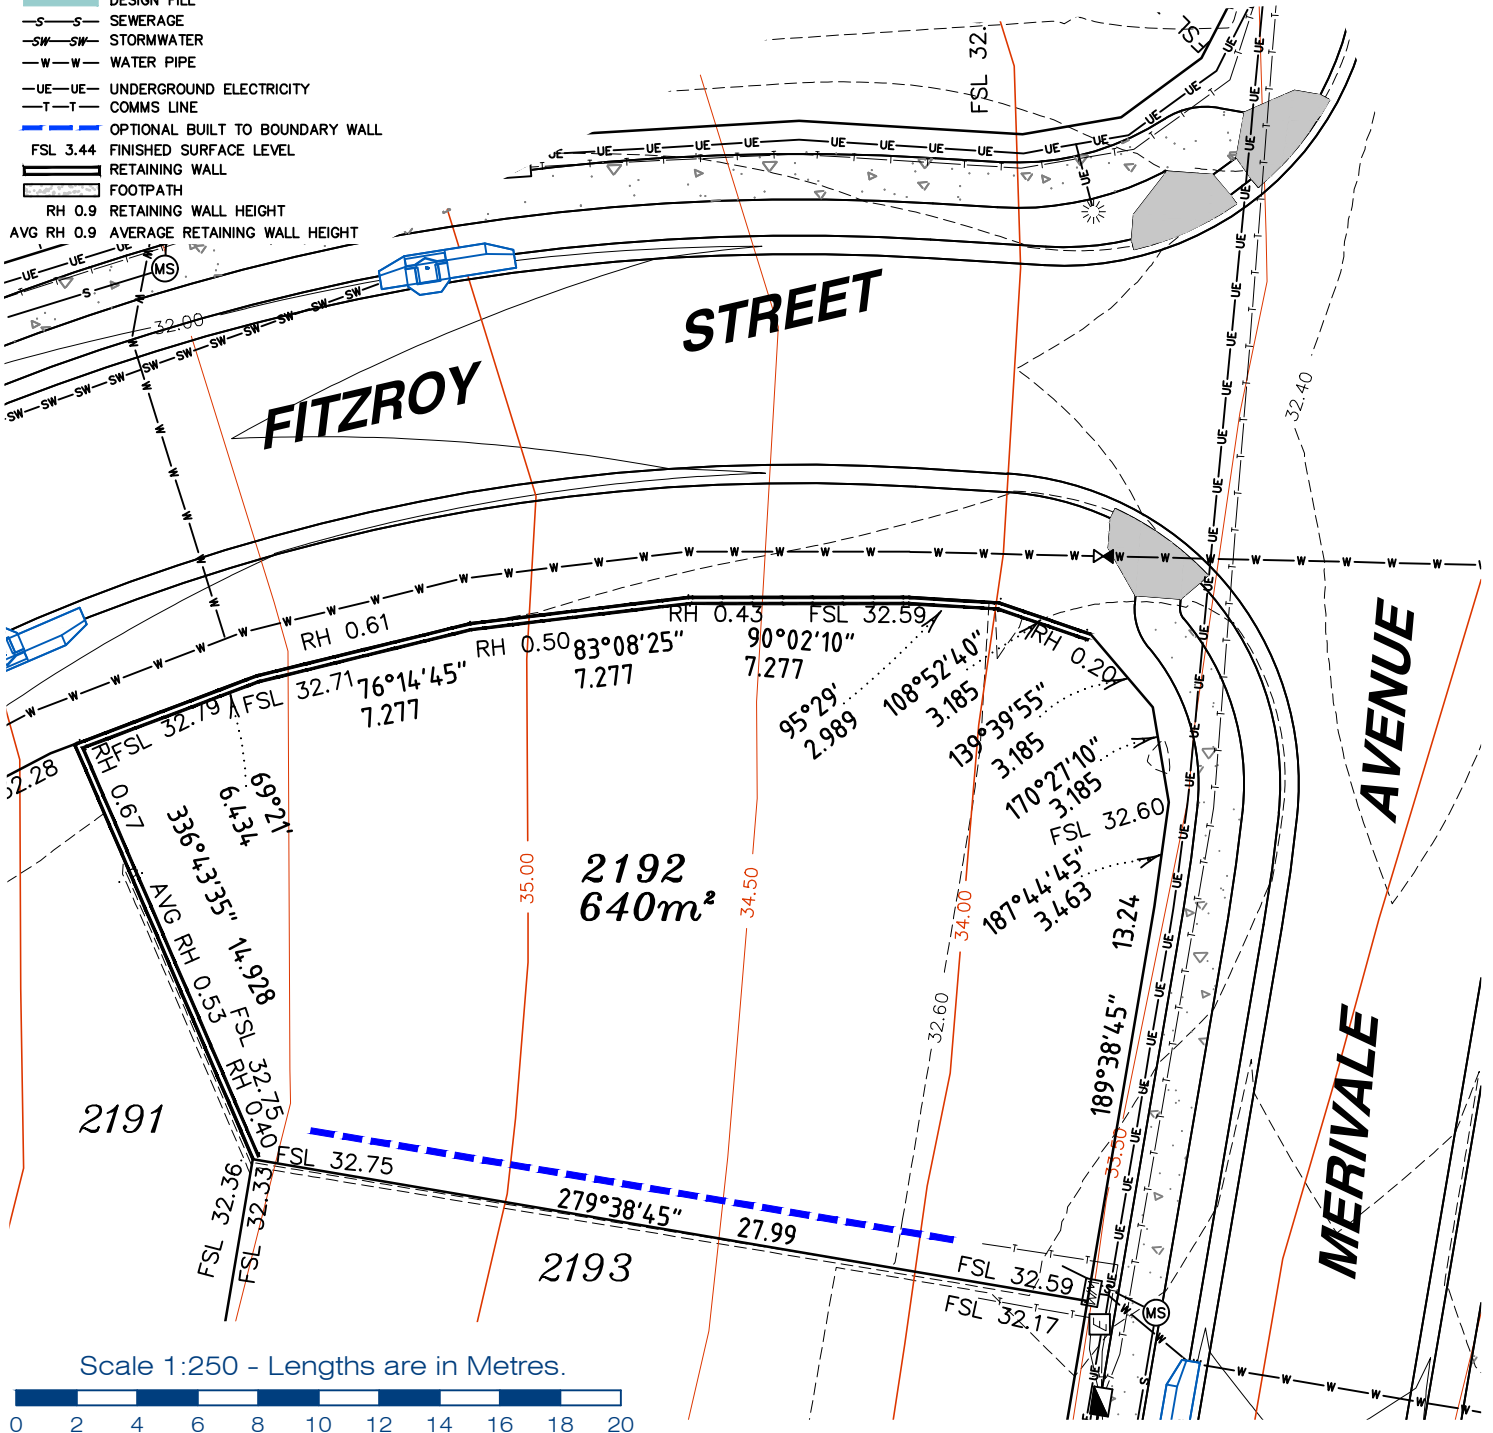 DESIGN FILL
S S SEWERAGE
SW SW STORMWATER
W W WATER PIPE
UE UE UNDERGROUND ELECTRICITY
T T COMMS LINE
OPTIONAL BUILT TO BOUNDARY WALL
FSL 3.44 FINISHED SURFACE LEVEL
RETAINING WALL
FOOTPATH
RH 0.9 RETAINING WALL HEIGHT
AVG RH 0.9 AVERAGE RETAINING WALL HEIGHT
FSL 32.
FSL
MS
32.00
FITZROY STREET
32.40
RH 0.61
RH 0.50
RH 0.43
FSL 32.59
RH 0.20
83°08'25"
7.277
90°02'10"
7.277
76°14'45"
7.277
FSL 32.71
FSL 32.79
32.28
RH 0.67
69°21'
6.434
95°29'
2.989
108°52'40"
3.185
139°39'55"
3.185
170°27'10"
3.185
FSL 32.60
187°44'45"
3.463
336°43'35" 14.928
AVG RH 0.53
FSL 32.75
RH 0.40
2192
640m²
35.00
34.50
34.00
32.60
33.50
189°38'45" 13.24
MERIVALE AVENUE
2191
FSL 32.36
FSL 32.33
FSL 32.75
279°38'45" 27.99
2193
FSL 32.59
FSL 32.17
WM
E
MS
Scale 1:250 - Lengths are in Metres.
0 2 4 6 8 10 12 14 16 18 20